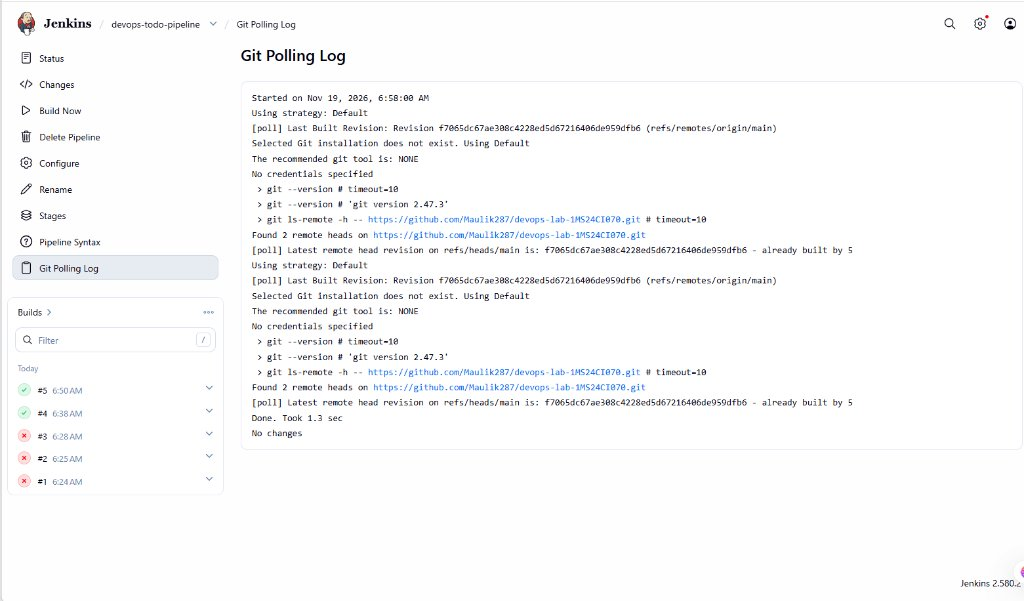 Jenkins / devops-todo-pipeline / Git Polling Log
Status
Changes
Build Now
Delete Pipeline
Configure
Rename
Stages
Pipeline Syntax
Git Polling Log
Builds
Filter /
Today
#5 6:50 AM
#4 6:38 AM
#3 6:28 AM
#2 6:25 AM
#1 6:24 AM
Git Polling Log
Started on Nov 19, 2026, 6:58:00 AM
Using strategy: Default
[poll] Last Built Revision: Revision f7065dc67ae308c4228ed5d67216406de959dfb6 (refs/remotes/origin/main)
Selected Git installation does not exist. Using Default
The recommended git tool is: NONE
No credentials specified
> git --version # timeout=10
> git --version # 'git version 2.47.3'
> git ls-remote -h -- https://github.com/Maulik287/devops-lab-1MS24CI070.git # timeout=10
Found 2 remote heads on https://github.com/Maulik287/devops-lab-1MS24CI070.git
[poll] Latest remote head revision on refs/heads/main is: f7065dc67ae308c4228ed5d67216406de959dfb6 - already built by 5
Using strategy: Default
[poll] Last Built Revision: Revision f7065dc67ae308c4228ed5d67216406de959dfb6 (refs/remotes/origin/main)
Selected Git installation does not exist. Using Default
The recommended git tool is: NONE
No credentials specified
> git --version # timeout=10
> git --version # 'git version 2.47.3'
> git ls-remote -h -- https://github.com/Maulik287/devops-lab-1MS24CI070.git # timeout=10
Found 2 remote heads on https://github.com/Maulik287/devops-lab-1MS24CI070.git
[poll] Latest remote head revision on refs/heads/main is: f7065dc67ae308c4228ed5d67216406de959dfb6 - already built by 5
Done. Took 1.3 sec
No changes
Jenkins 2.580.2